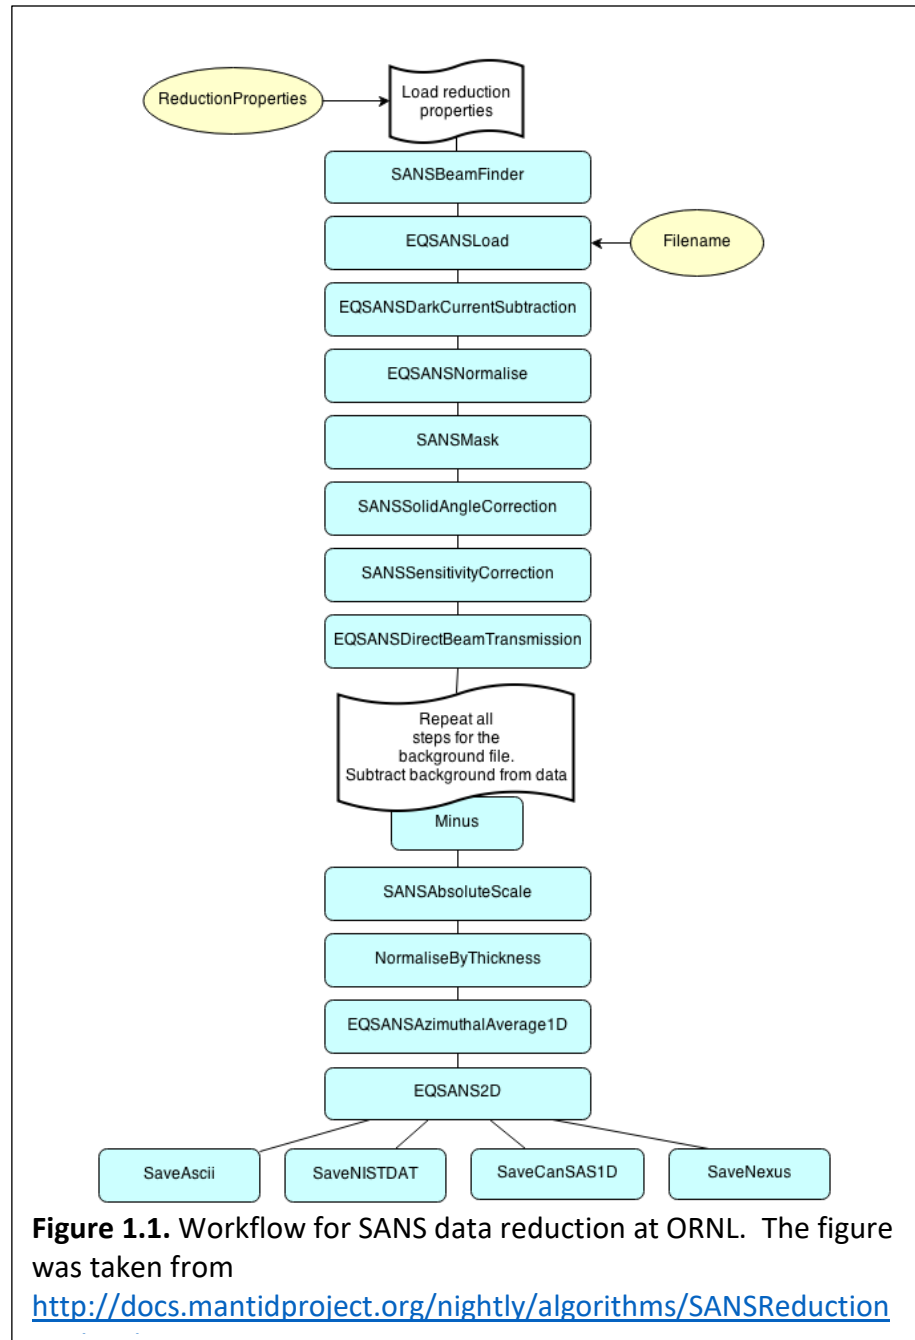 Load reduction
properties
ReductionProperties
SANSBeamFinder
EQSANSLoad
Filename
EQSANSDarkCurrentSubtraction
EQSANSNormalise
SANSMask
SANSSolidAngleCorrection
SANSSensitivityCorrection
EQSANSDirectBeamTransmission
Repeat all
steps for the
background file.
Subtract background from data
Minus
SANSAbsoluteScale
NormaliseByThickness
EQSANSAzimuthalAverage1D
EQSANS2D
SaveAscii
SaveNISTDAT
SaveCanSAS1D
SaveNexus
Figure 1.1. Workflow for SANS data reduction at ORNL. The figure
was taken from
http://docs.mantidproject.org/nightly/algorithms/SANSReduction